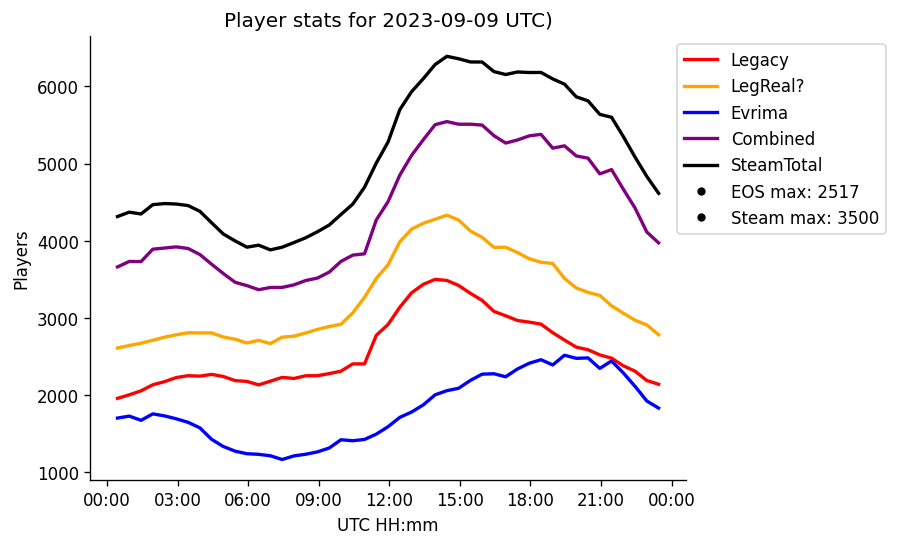 Player stats for 2023-09-09 UTC)
Legacy
LegReal?
Evrima
Combined
SteamTotal
EOS max: 2517
Steam max: 3500
Players
6000
5000
4000
3000
2000
1000
00:00 03:00 06:00 09:00 12:00 15:00 18:00 21:00 00:00
UTC HH:mm